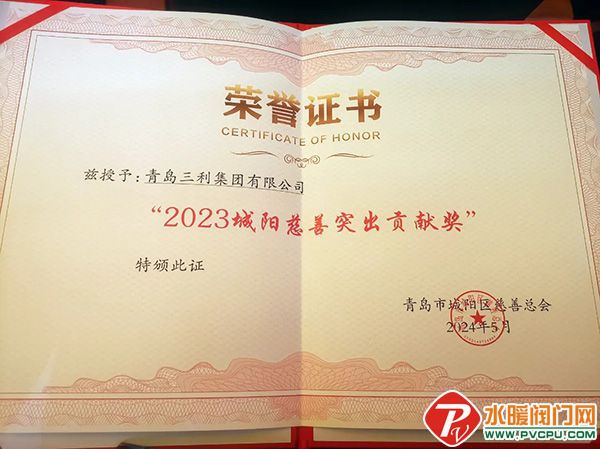 荣誉证书
CERTIFICATE OF HONOR
兹授予：青岛三利集团有限公司
“2023城阳慈善突出贡献奖”
特颁此证
青岛市城阳区慈善总会
2024年5月
PV
水暖阀门网
WWW.PVCPU.COM